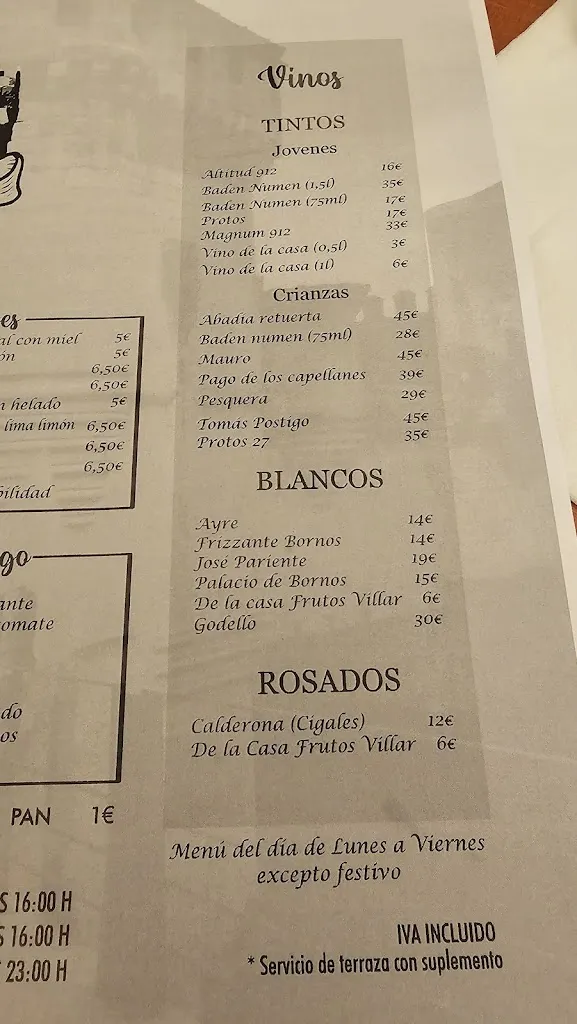 Vinos
TINTOS
Jovenes
Altitud 912 16€
Baden Numen (1,5l) 35€
Baden Numen (75ml) 17€
Protos 17€
Magnum 912 33€
Vino de la casa (0,5l) 3€
Vino de la casa (1l) 6€
Crianzas
Abadia retuerta 45€
Baden numen (75ml) 28€
Mauro 45€
Pago de los capellanes 39€
Pesquera 29€
Tomás Postigo 45€
Protos 27 35€
BLANCOS
Ayre 14€
Frizzante Bornos 14€
José Pariente 19€
Palacio de Bornos 15€
De la casa Frutos Villar 6€
Godello 30€
ROSADOS
Calderona (Cigales) 12€
De la Casa Frutos Villar 6€
Menú del día de Lunes a Viernes
excepto festivo
IVA INCLUIDO
* Servicio de terraza con suplemento
es
al con miel 5€
ón 5€
6,50€
6,50€
n helado 5€
lima limón 6,50€
6,50€
6,50€
bilidad
go
ante
omate
do
os
PAN 1€
S 16:00 H
S 16:00 H
23:00 H